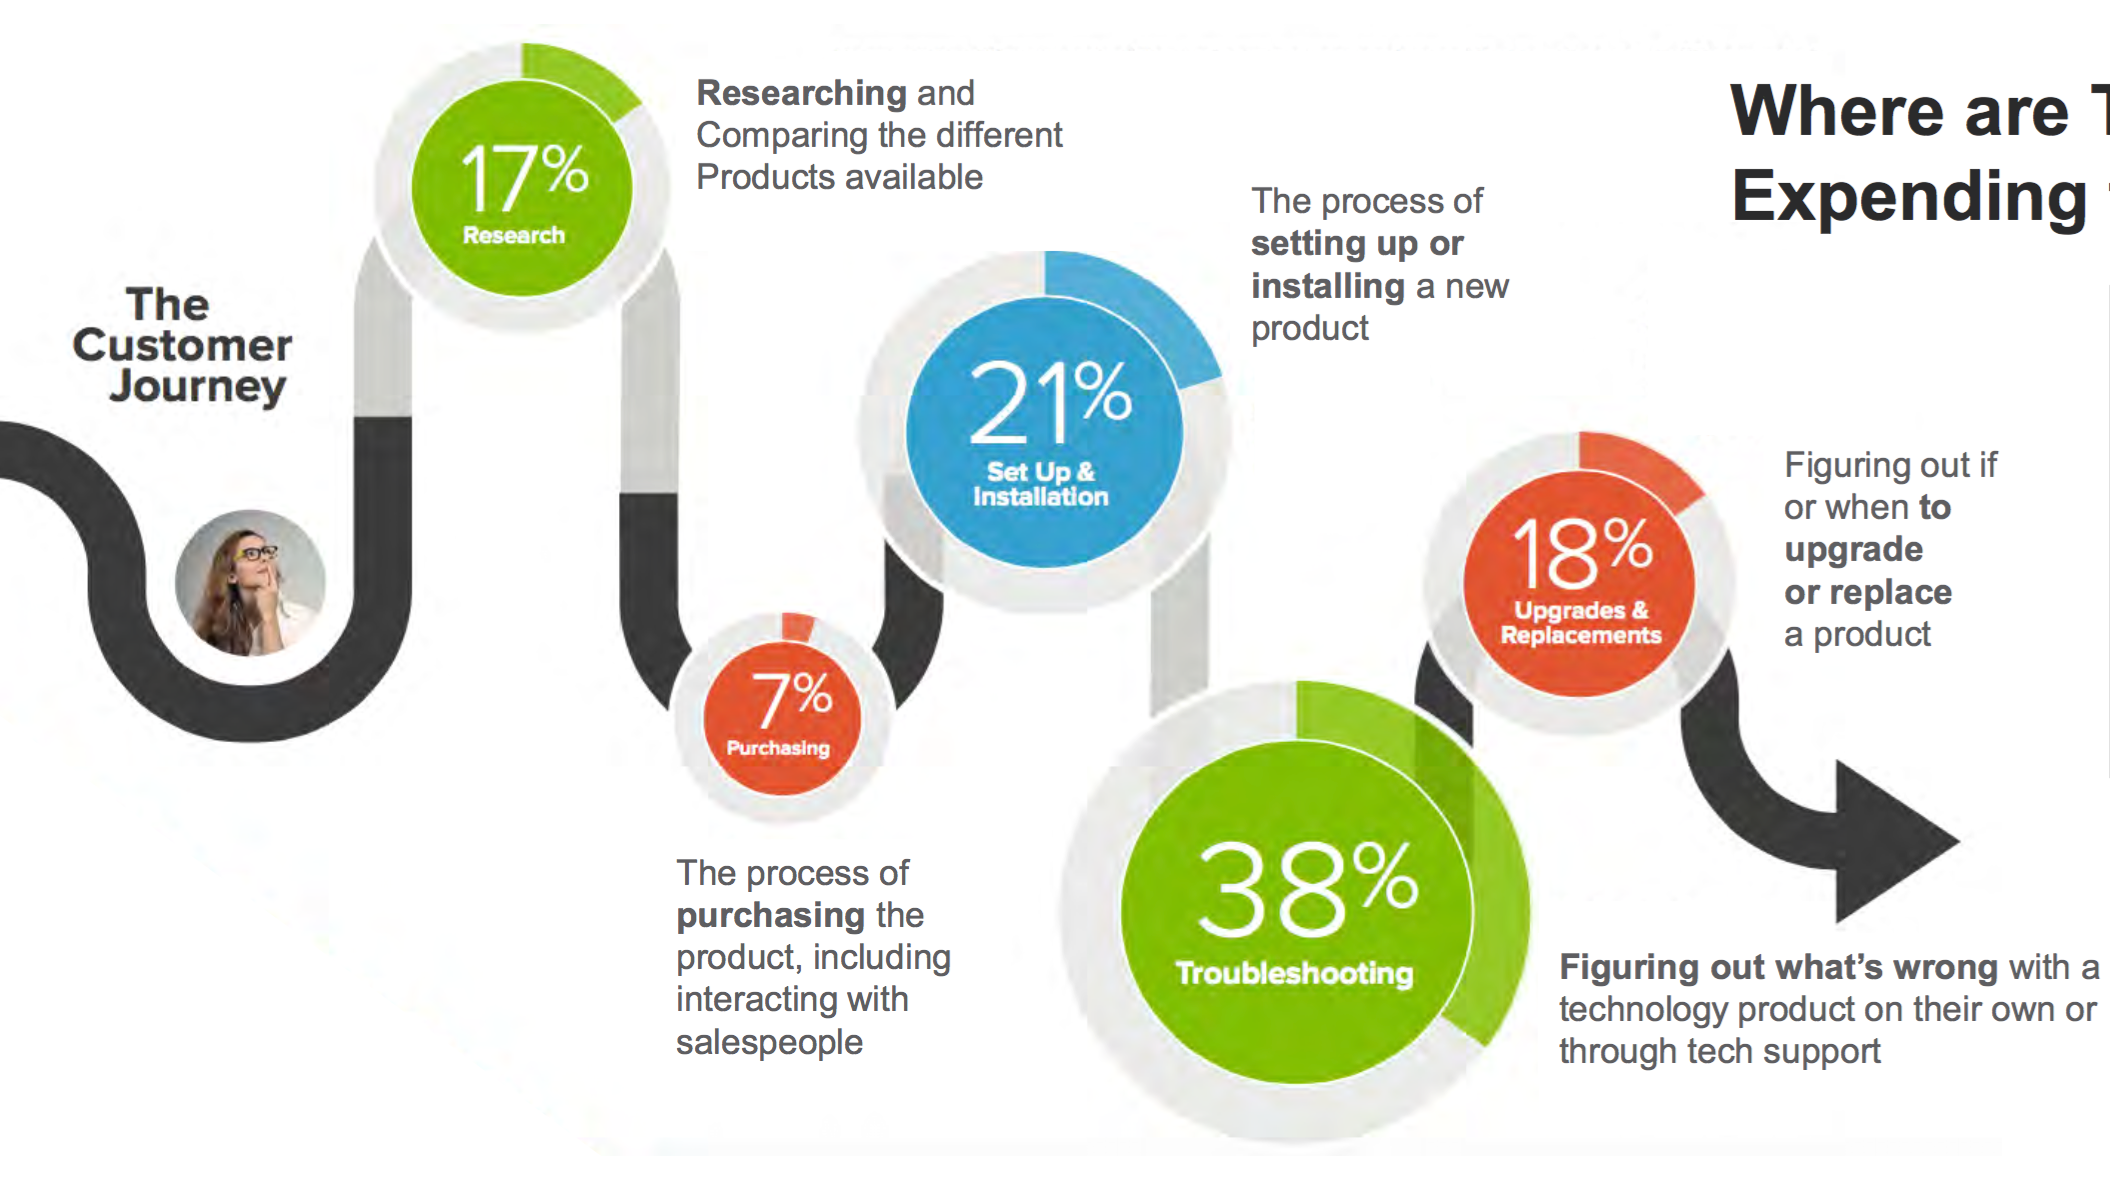 Where are
Expending
The
Customer
Journey
17%
Research
Researching and
Comparing the different
Products available
7%
Purchasing
The process of
purchasing the
product, including
interacting with
salespeople
21%
Set Up &
Installation
The process of
setting up or
installing a new
product
38%
Troubleshooting
Figuring out what's wrong with a
technology product on their own or
through tech support
18%
Upgrades &
Replacements
Figuring out if
or when to
upgrade
or replace
a product